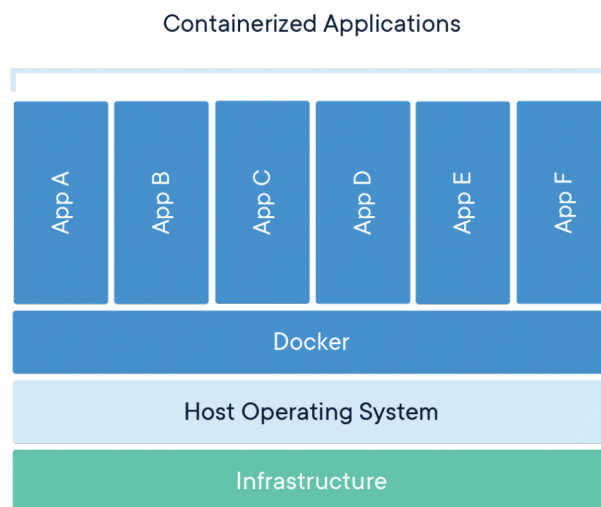 Containerized Applications
App A
App B
App C
App D
App E
App F
Docker
Host Operating System
Infrastructure